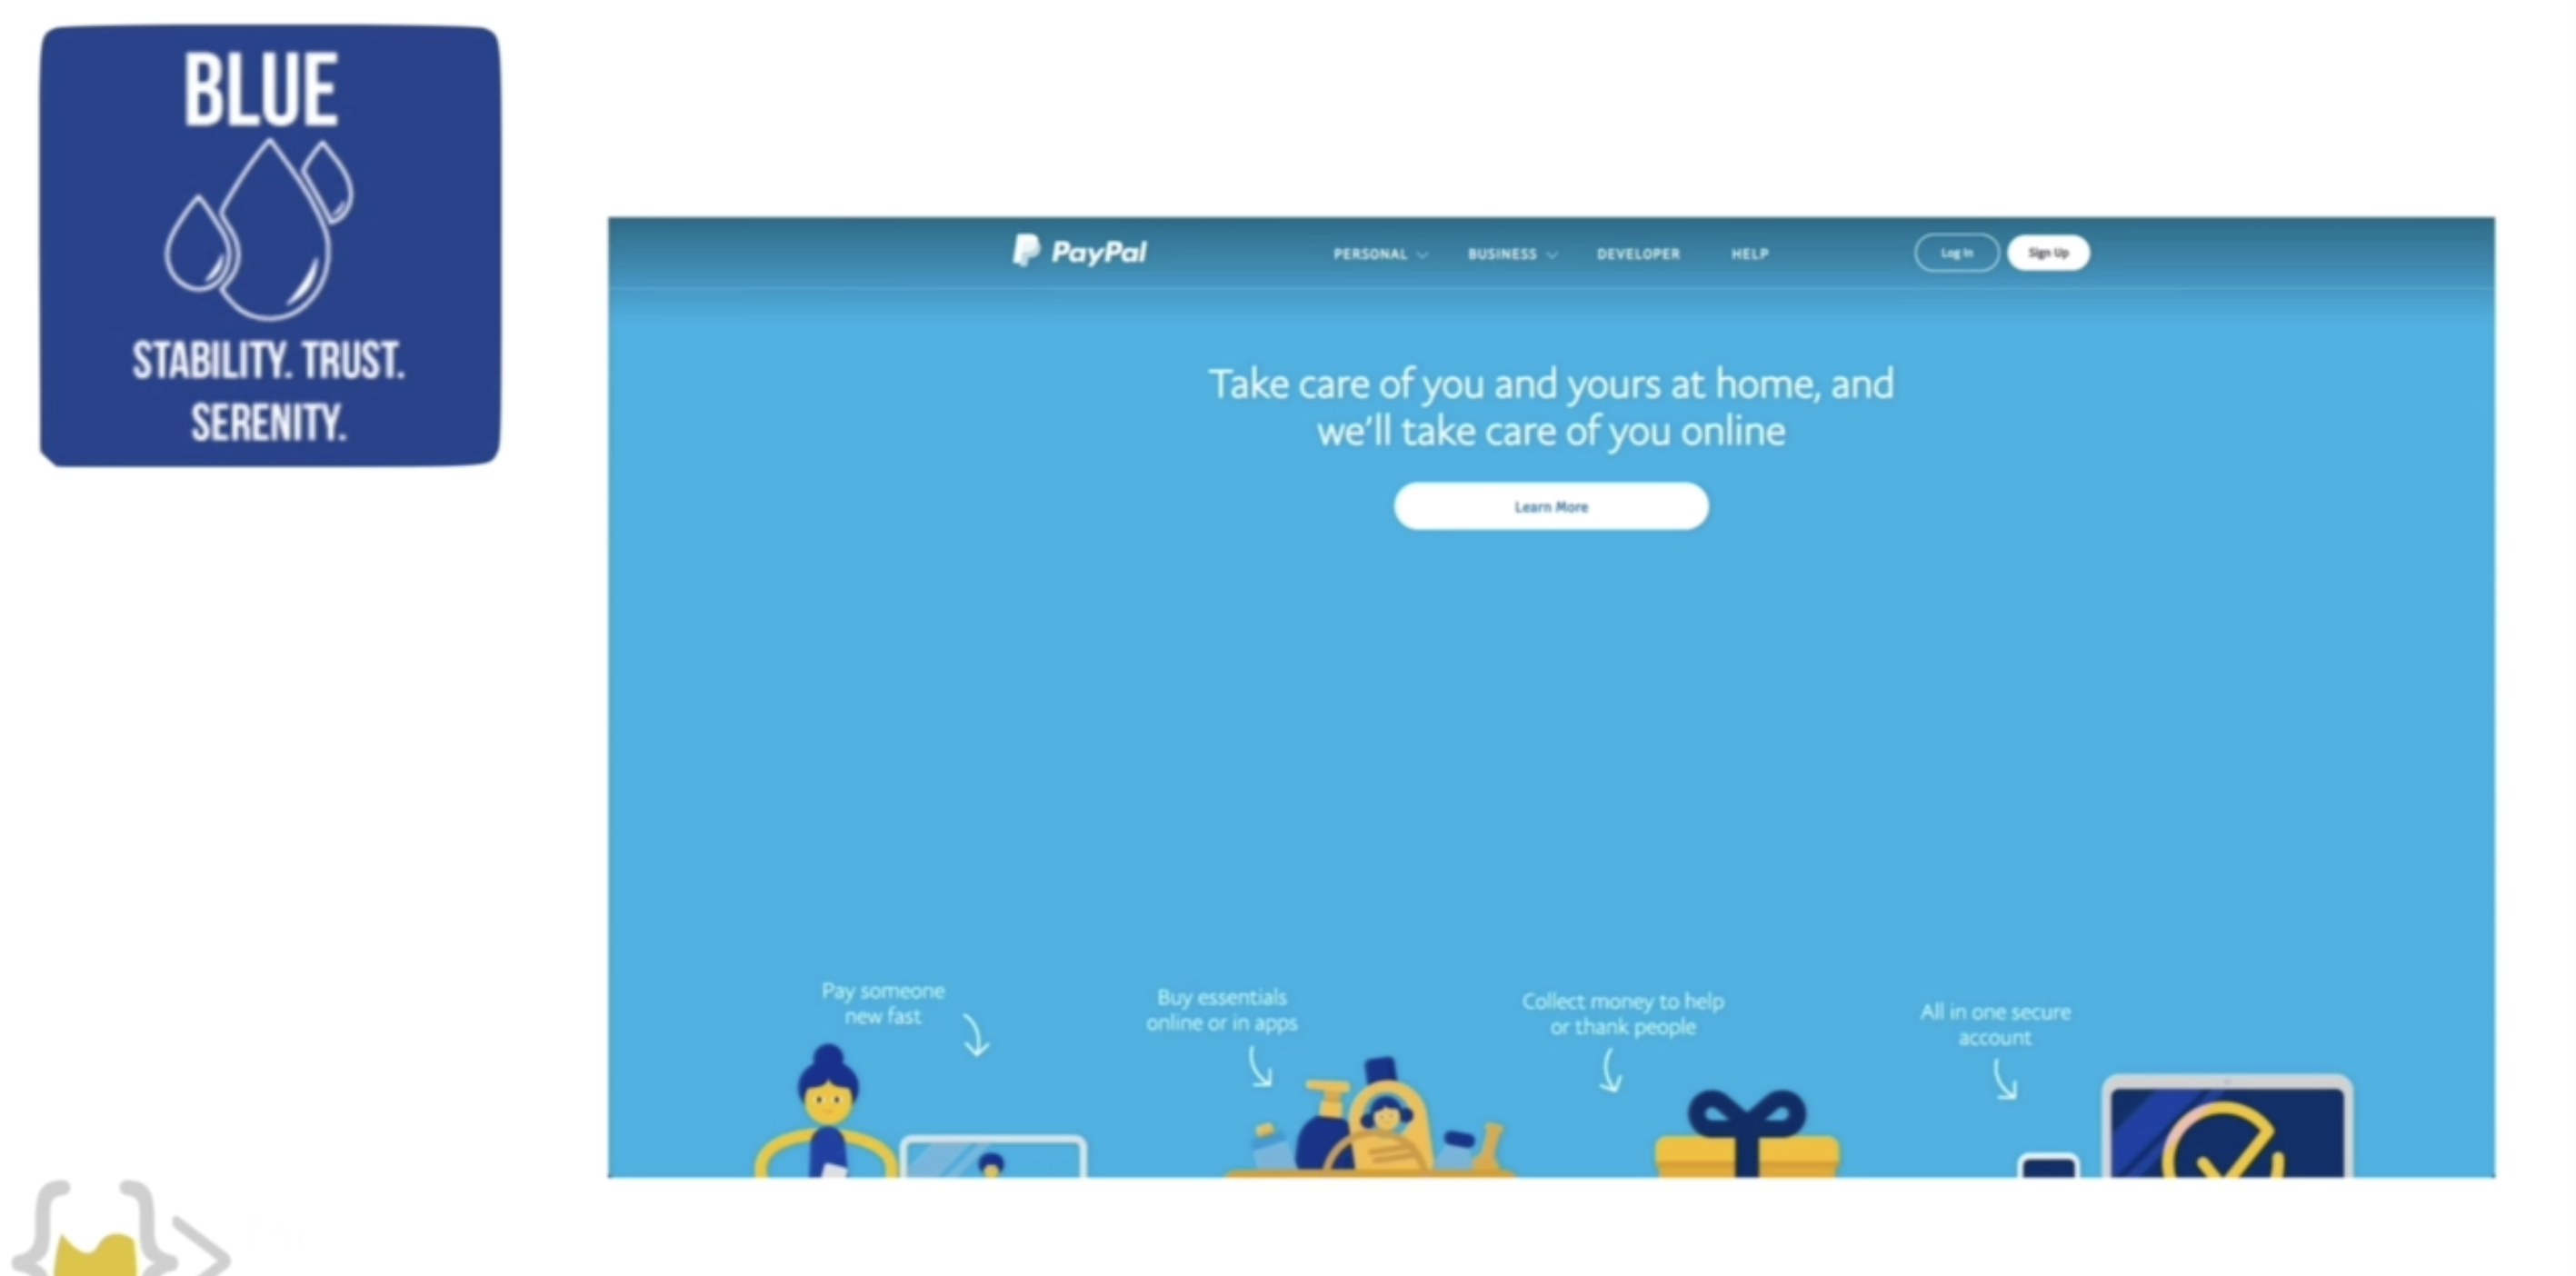 BLUE
STABILITY. TRUST.
SERENITY.
PayPal
PERSONAL
BUSINESS
DEVELOPER
HELP
Log In
Sign Up
Take care of you and yours at home, and
we'll take care of you online
Learn More
Pay someone
new fast
Buy essentials
online or in apps
Collect money to help
or thank people
All in one secure
account